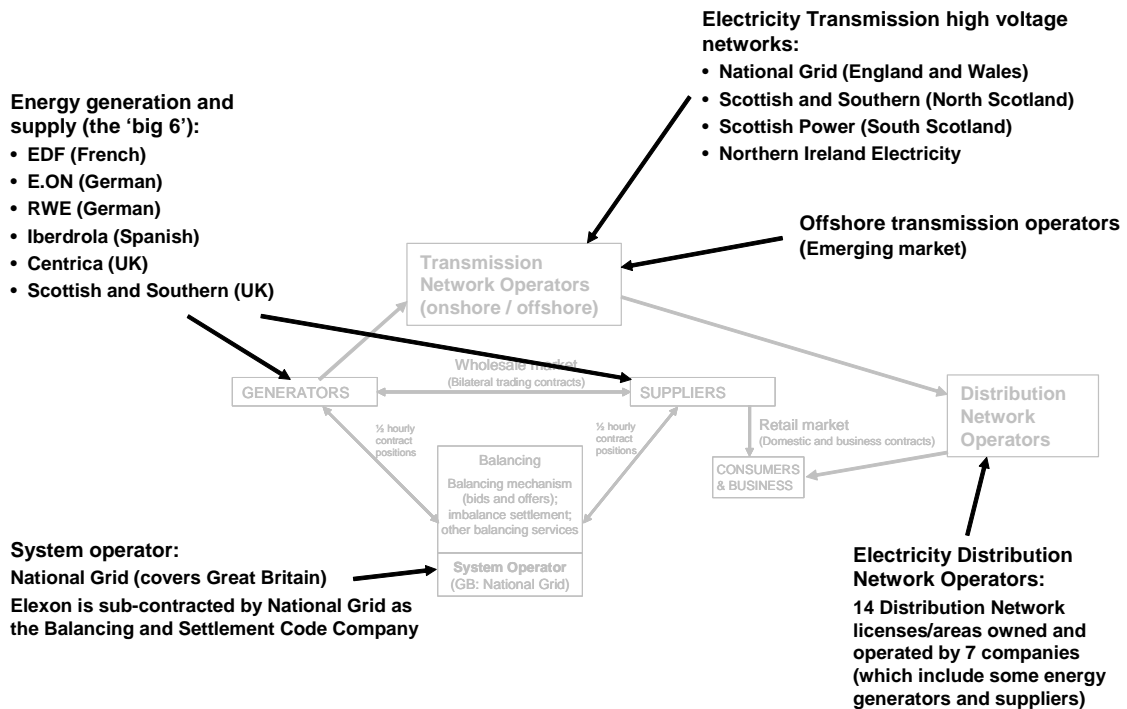 Electricity Transmission high voltage
networks:
• National Grid (England and Wales)
• Scottish and Southern (North Scotland)
• Scottish Power (South Scotland)
• Northern Ireland Electricity
Energy generation and
supply (the ‘big 6’):
• EDF (French)
• E.ON (German)
• RWE (German)
• Iberdrola (Spanish)
• Centrica (UK)
• Scottish and Southern (UK)
Offshore transmission operators
(Emerging market)
Transmission
Network Operators
(onshore / offshore)
Wholesale market
(Bilateral trading contracts)
GENERATORS
SUPPLIERS
Distribution
Network
Operators
½ hourly
contract
positions
½ hourly
contract
positions
Retail market
(Domestic and business contracts)
CONSUMERS
& BUSINESS
Balancing
Balancing mechanism
(bids and offers);
imbalance settlement;
other balancing services
System Operator
(GB: National Grid)
System operator:
National Grid (covers Great Britain)
Elexon is sub-contracted by National Grid as
the Balancing and Settlement Code Company
Electricity Distribution
Network Operators:
14 Distribution Network
licenses/areas owned and
operated by 7 companies
(which include some energy
generators and suppliers)